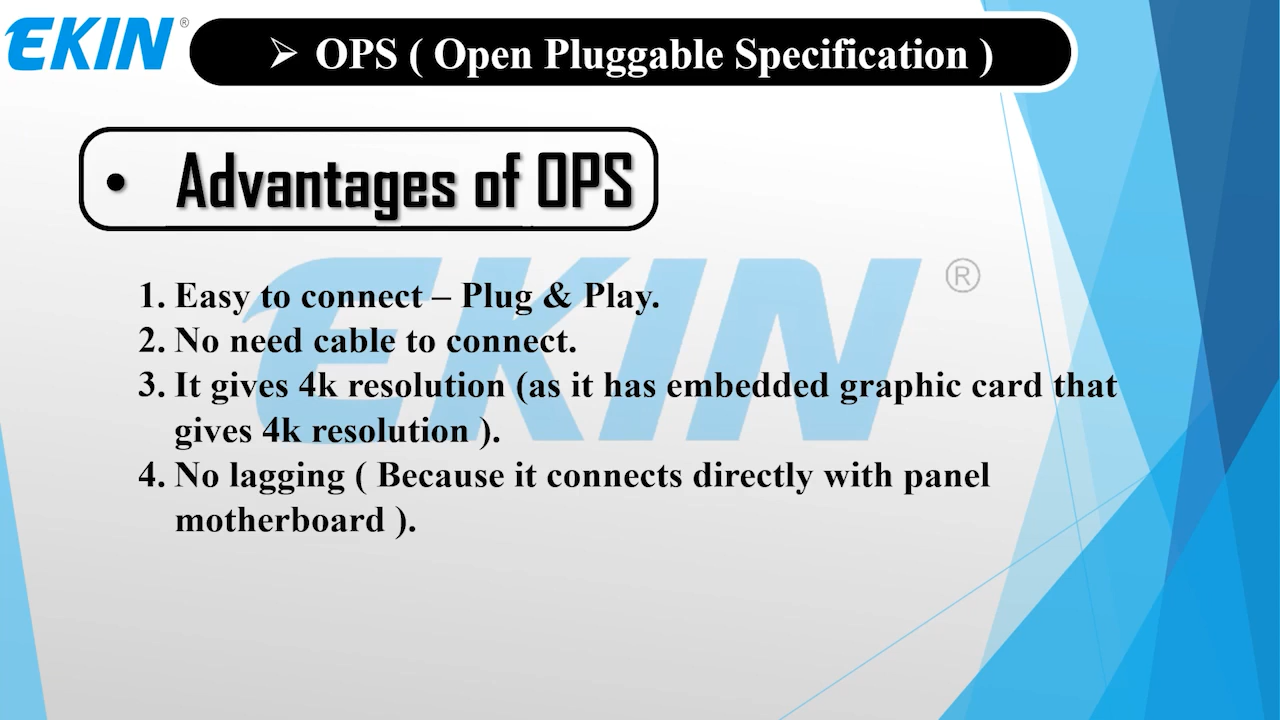 EKIN®
➢ OPS ( Open Pluggable Specification )
• Advantages of OPS
EKIN ®
1. Easy to connect – Plug & Play.
2. No need cable to connect.
3. It gives 4k resolution (as it has embedded graphic card that
gives 4k resolution ).
4. No lagging ( Because it connects directly with panel
motherboard ).